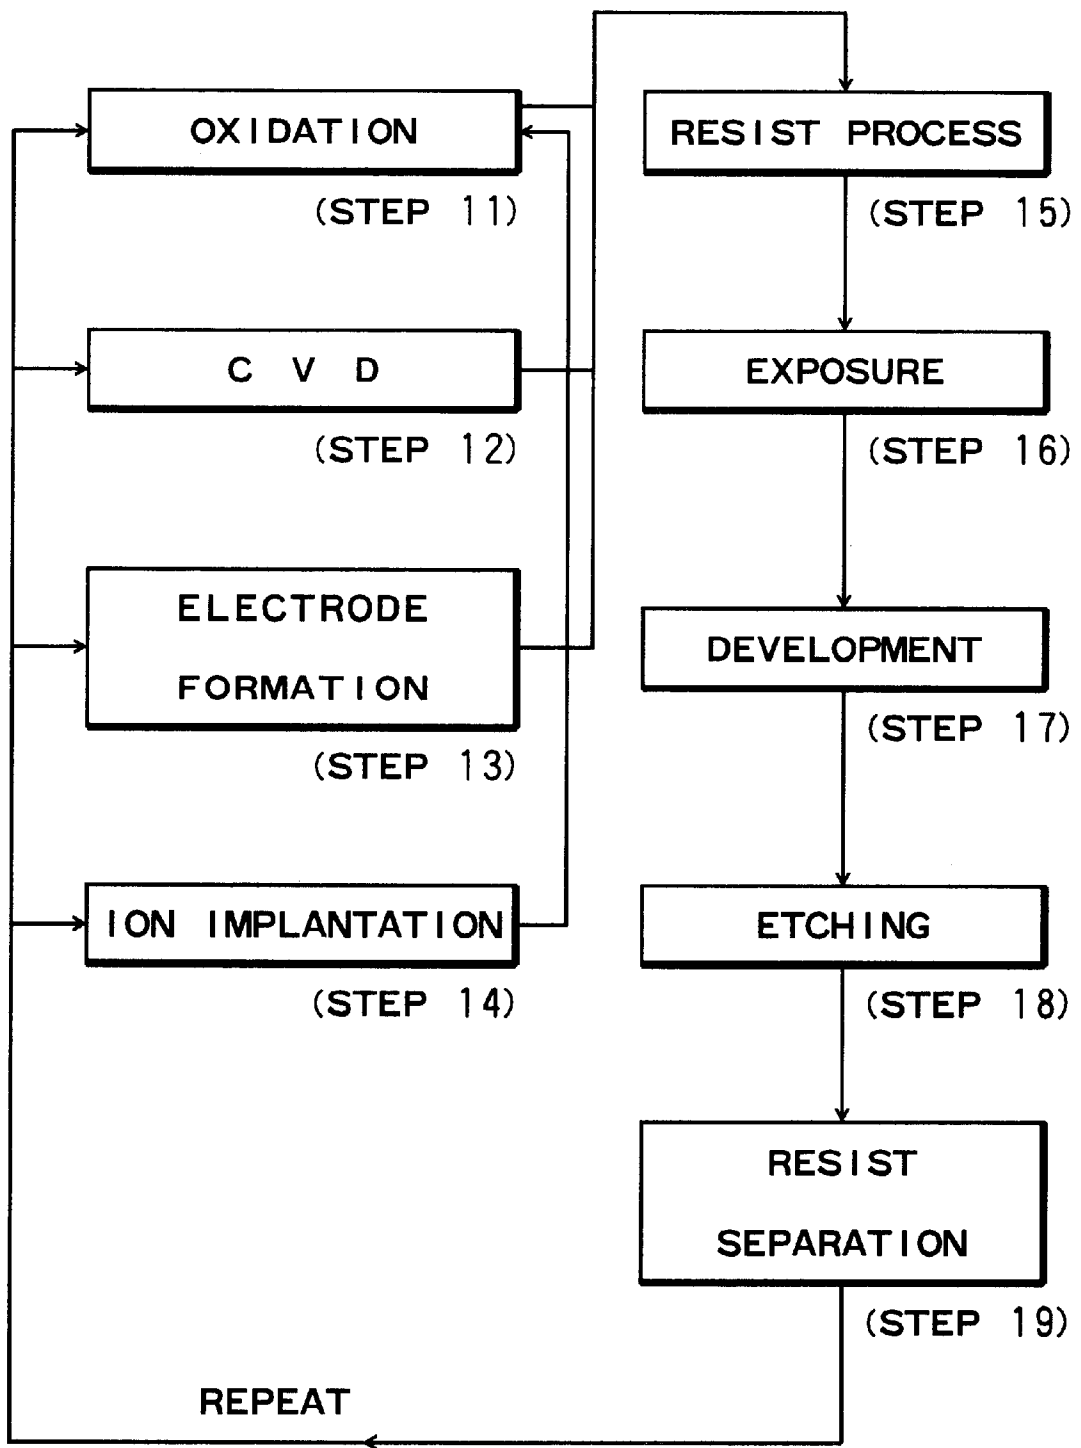 OXIDATION
(STEP 11)
C V D
(STEP 12)
ELECTRODE
FORMATION
(STEP 13)
ION IMPLANTATION
(STEP 14)
RESIST PROCESS
(STEP 15)
EXPOSURE
(STEP 16)
DEVELOPMENT
(STEP 17)
ETCHING
(STEP 18)
RESIST
SEPARATION
(STEP 19)
REPEAT